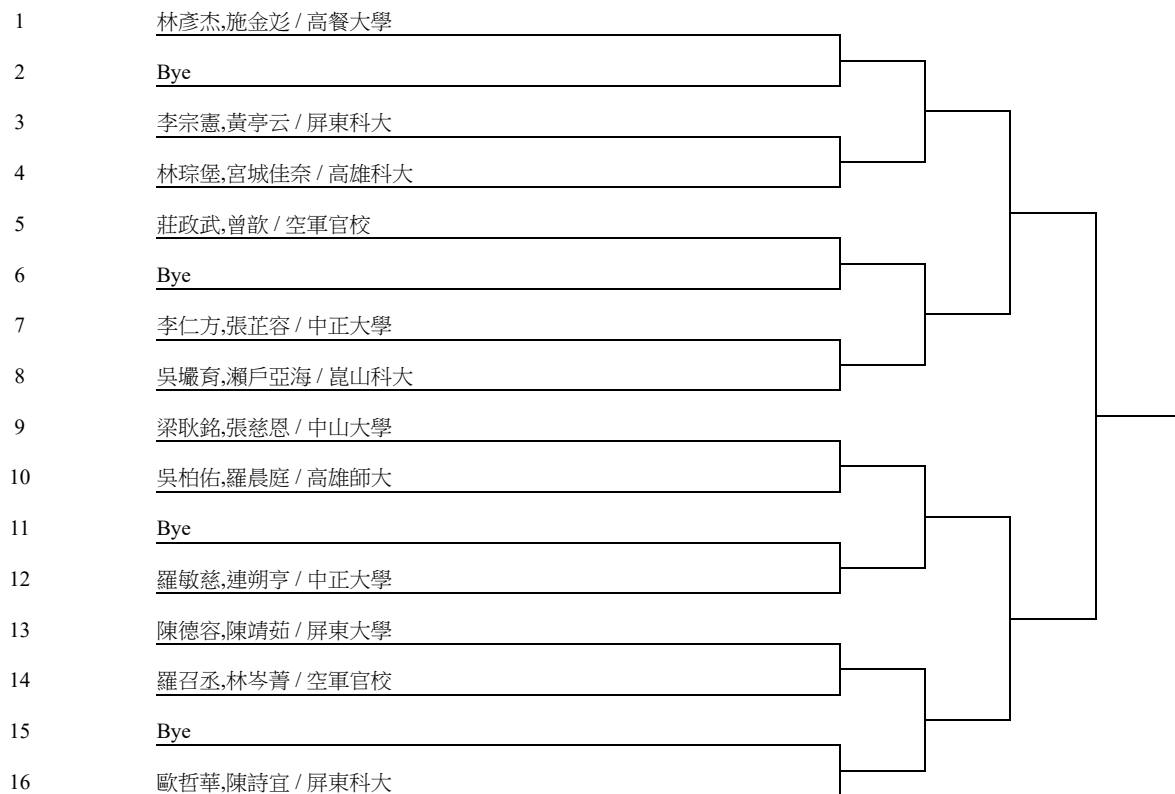 1 林彥杰,施金彣 / 高餐大學
2 Bye
3 李宗憲,黃亭云 / 屏東科大
4 林琮堡,宮城佳奈 / 高雄科大
5 莊政武,曾歆 / 空軍官校
6 Bye
7 李仁方,張芷容 / 中正大學
8 吳孍育,瀨戶亞海 / 崑山科大
9 梁耿銘,張慈恩 / 中山大學
10 吳柏佑,羅晨庭 / 高雄師大
11 Bye
12 羅敏慈,連朔亨 / 中正大學
13 陳德容,陳靖茹 / 屏東大學
14 羅召丞,林岑菁 / 空軍官校
15 Bye
16 歐哲華,陳詩宜 / 屏東科大